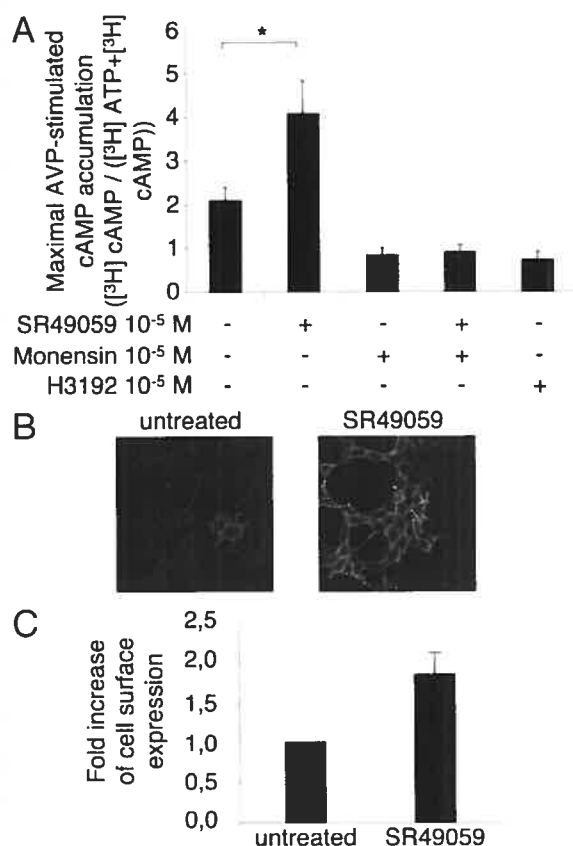 A
Maximal AVP-stimulated
cAMP accumulation
([³H] cAMP / ([³H] ATP+[³H]
cAMP))
6
5
4
3
2
1
0
*
SR49059 10⁻⁵ M - + - + -
Monensin 10⁻⁵ M - - + + -
H3192 10⁻⁵ M - - - - +
B
untreated SR49059
C
Fold increase
of cell surface
expression
2,5
2,0
1,5
1,0
0,5
0,0
untreated SR49059